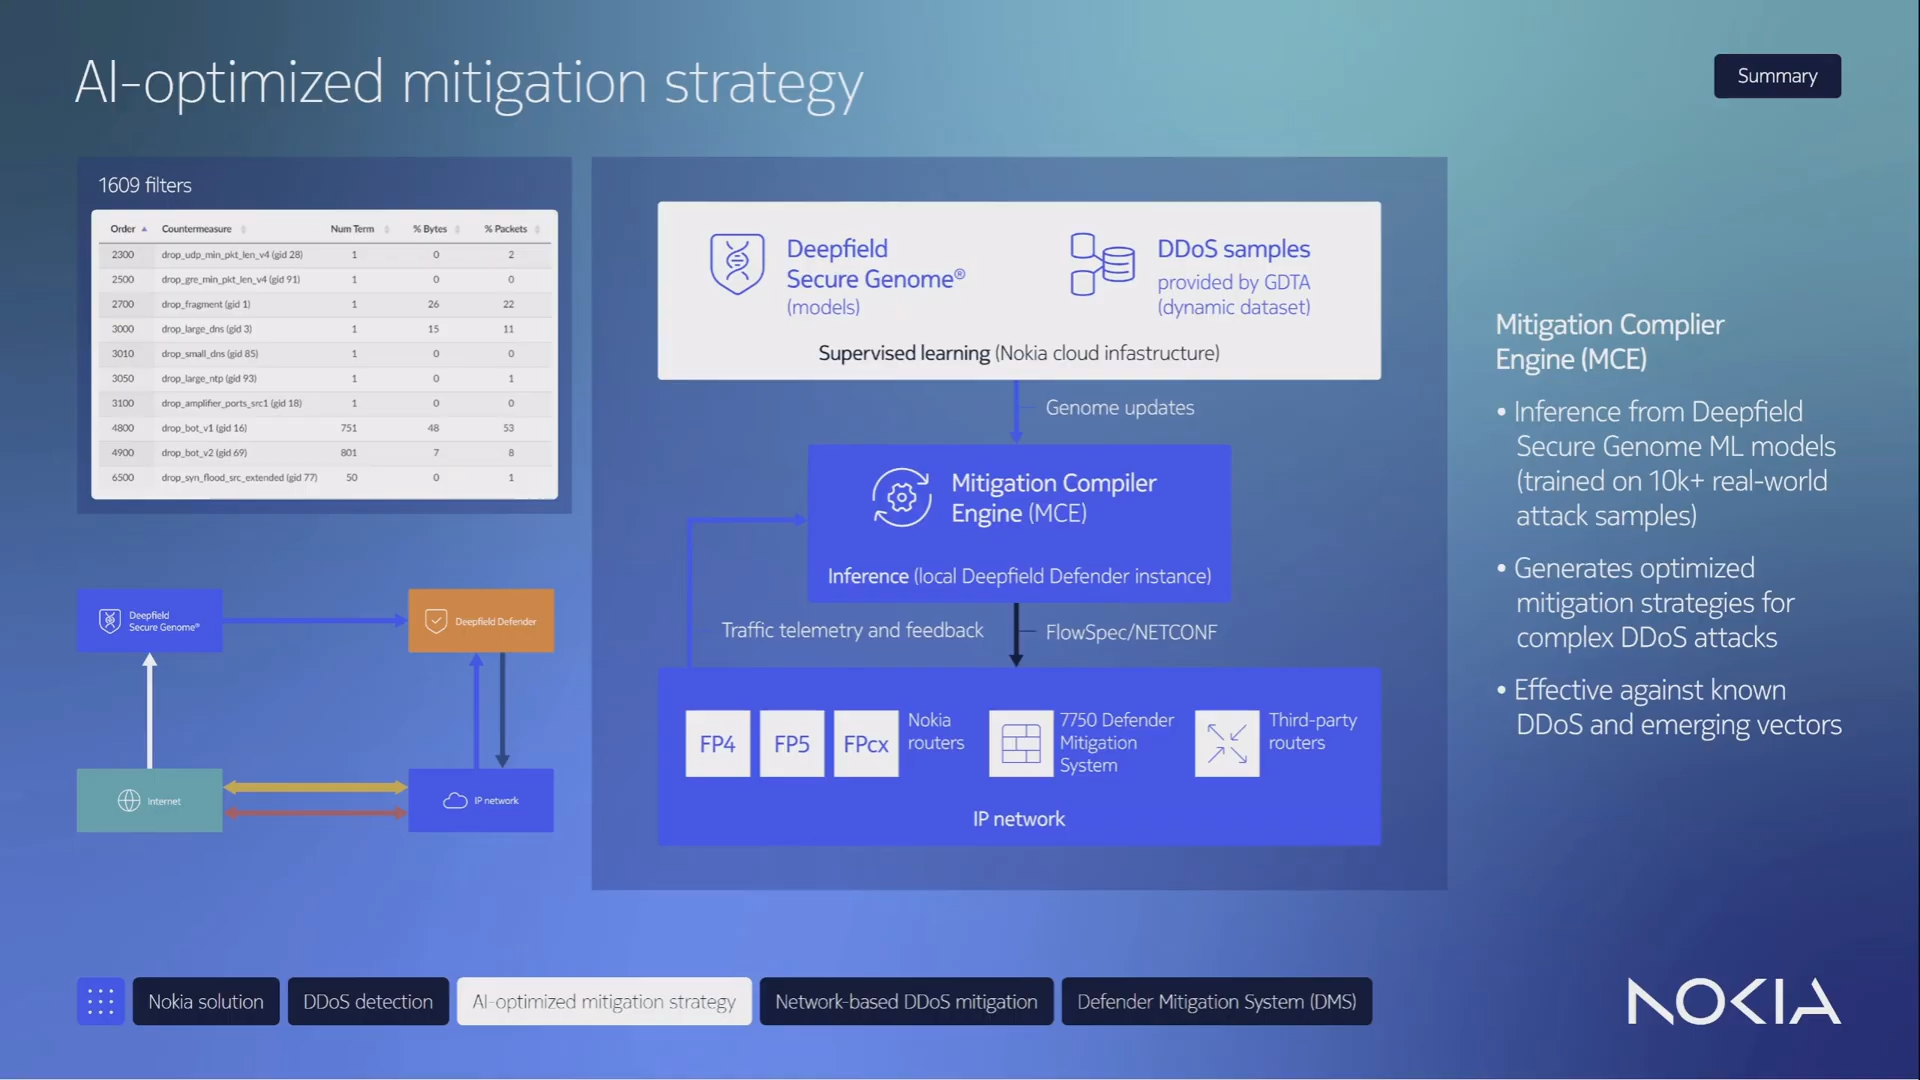 AI-optimized mitigation strategy
Summary
1609 filters
Order Countermeasure Num Term % Bytes % Packets
2300 drop_udp_min_pkt_len_v4 (gid 28) 1 0 2
2500 drop_gre_min_pkt_len_v4 (gid 91) 1 0 0
2700 drop_fragment (gid 1) 1 26 22
3000 drop_large_dns (gid 3) 1 15 11
3010 drop_small_dns (gid 85) 1 0 0
3050 drop_large_ntp (gid 93) 1 0 1
3100 drop_amplifier_ports_src1 (gid 18) 1 0 0
4800 drop_bot_v1 (gid 16) 751 48 53
4900 drop_bot_v2 (gid 69) 801 7 8
6500 drop_syn_flood_src_extended (gid 77) 50 0 1
Deepfield
Secure Genome®
Deepfield Defender
Internet
IP network
Deepfield
Secure Genome®
(models)
DDoS samples
provided by GDTA
(dynamic dataset)
Supervised learning (Nokia cloud infastructure)
Genome updates
Mitigation Compiler
Engine (MCE)
Inference (local Deepfield Defender instance)
Traffic telemetry and feedback
FlowSpec/NETCONF
FP4
FP5
FPcx
Nokia
routers
7750 Defender
Mitigation
System
Third-party
routers
IP network
Mitigation Complier
Engine (MCE)
• Inference from Deepfield
Secure Genome ML models
(trained on 10k+ real-world
attack samples)
• Generates optimized
mitigation strategies for
complex DDoS attacks
• Effective against known
DDoS and emerging vectors
Nokia solution
DDoS detection
AI-optimized mitigation strategy
Network-based DDoS mitigation
Defender Mitigation System (DMS)
NOKIA